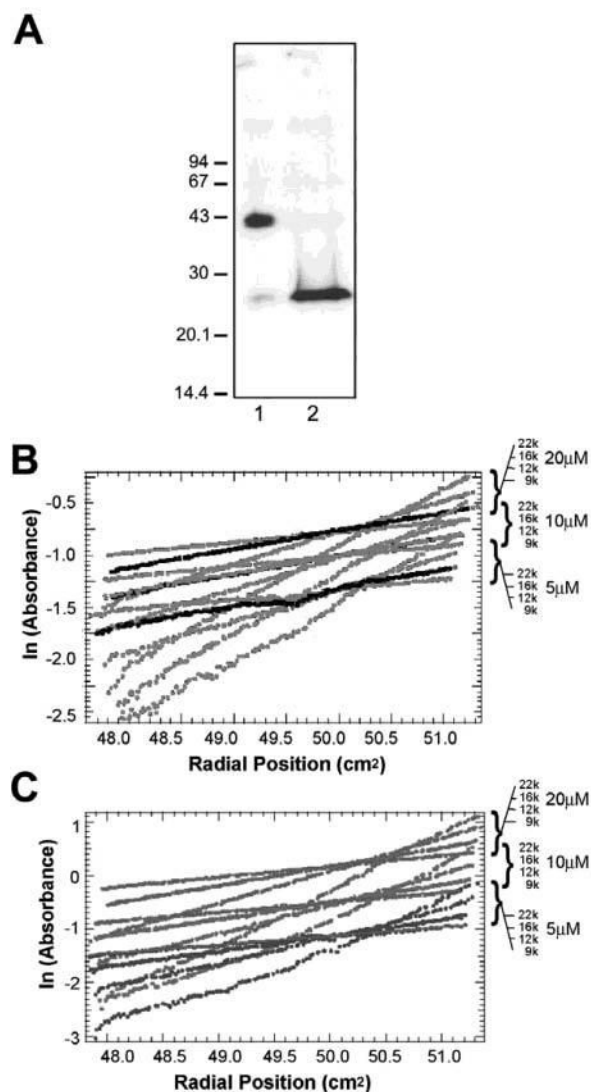 A
94
67
43
30
20.1
14.4
1 2
B
ln (Absorbance)
-0.5
-1.0
-1.5
-2.0
-2.5
48.0 48.5 49.0 49.5 50.0 51.0
Radial Position (cm2)
22k
16k
12k
9k
20μM
22k
16k
12k
9k
10μM
22k
16k
12k
9k
5μM
C
ln (Absorbance)
1
0
-1
-2
-3
48.0 48.5 49.0 49.5 50.0 51.0
Radial Position (cm2)
22k
16k
12k
9k
20μM
22k
16k
12k
9k
10μM
22k
16k
12k
9k
5μM